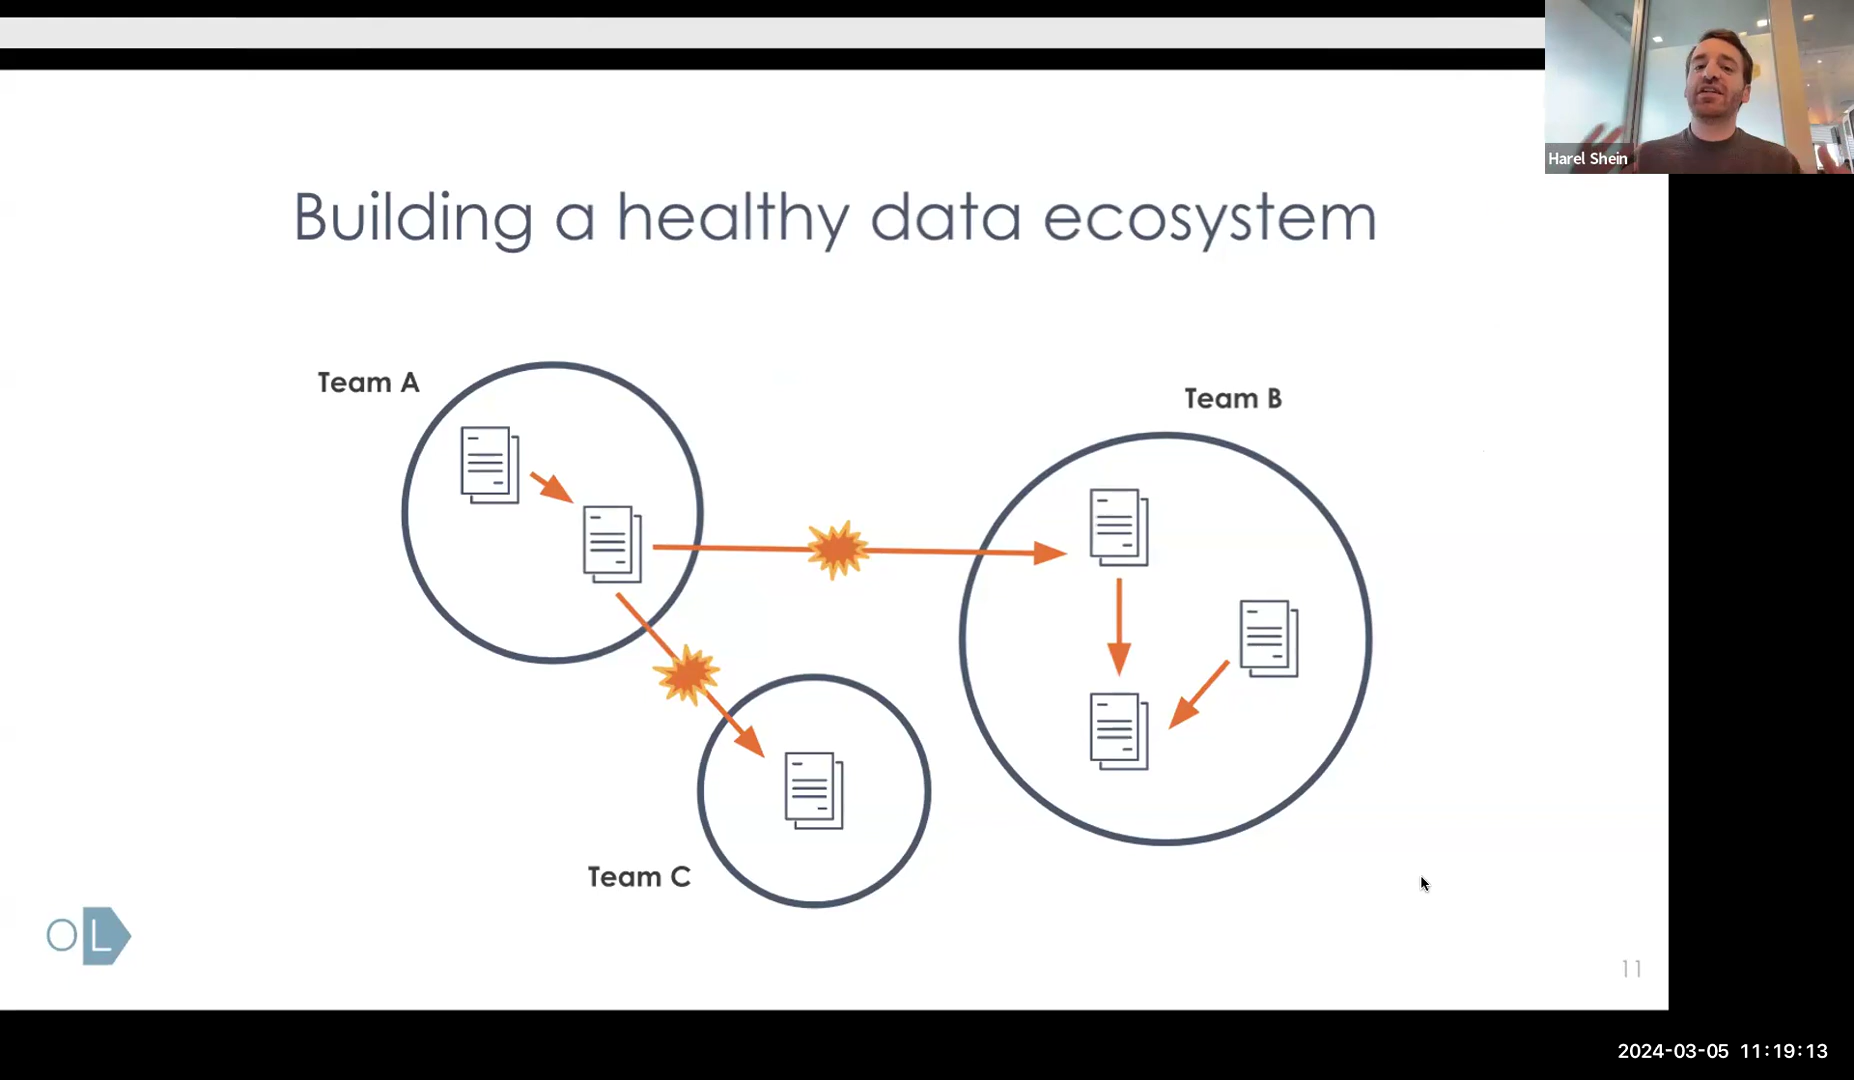 Harel Shein
Building a healthy data ecosystem
Team A
Team B
Team C
OL
11
2024-03-05 11:19:13